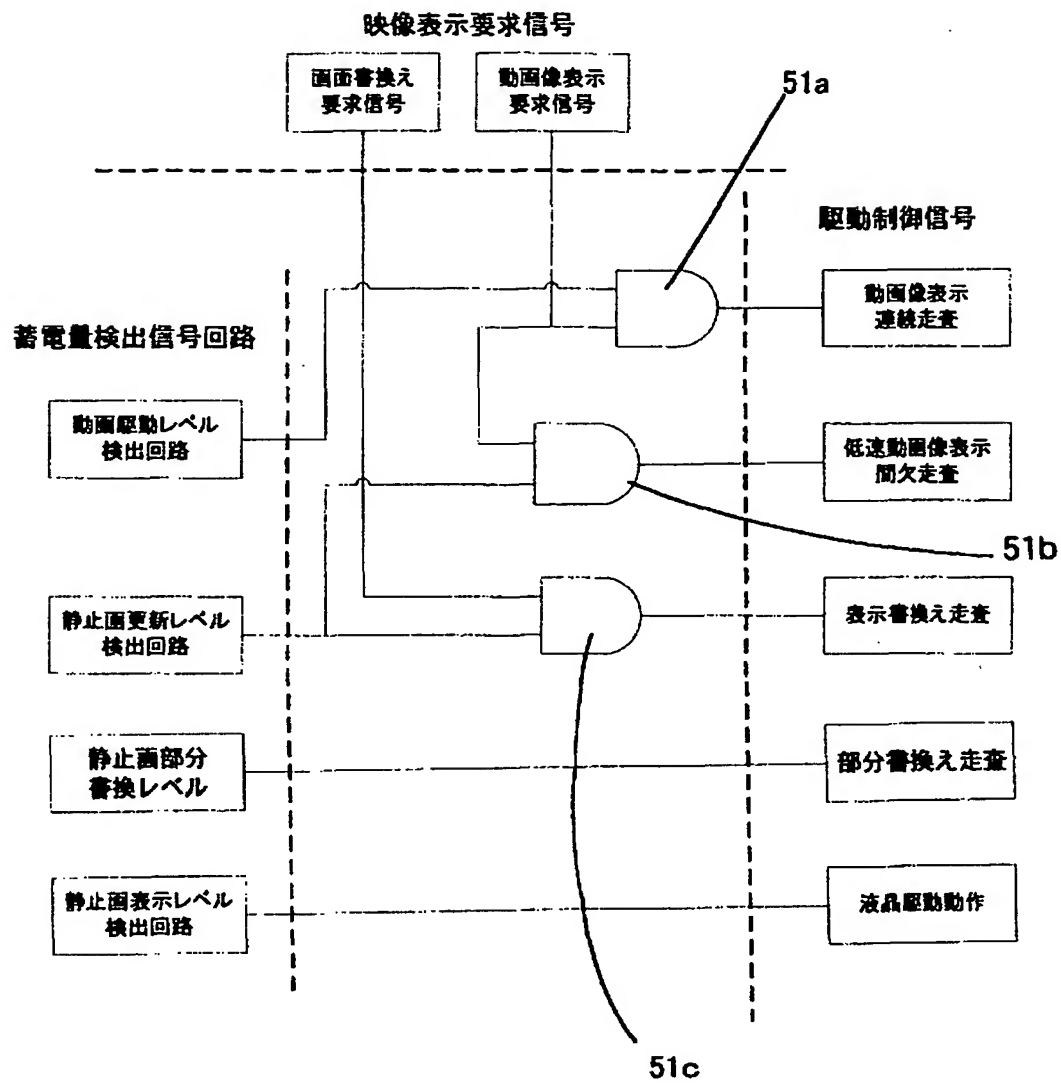 映像表示要求信号
画面書換え
要求信号
動画像表示
要求信号
51a
駆動制御信号
動画像表示
連続走査
蓄電量検出信号回路
動画駆動レベル
検出回路
低速動画像表示
間欠走査
51b
静止画更新レベル
検出回路
表示書換え走査
静止画部分
書換レベル
部分書換え走査
静止画表示レベル
検出回路
液晶駆動動作
51c